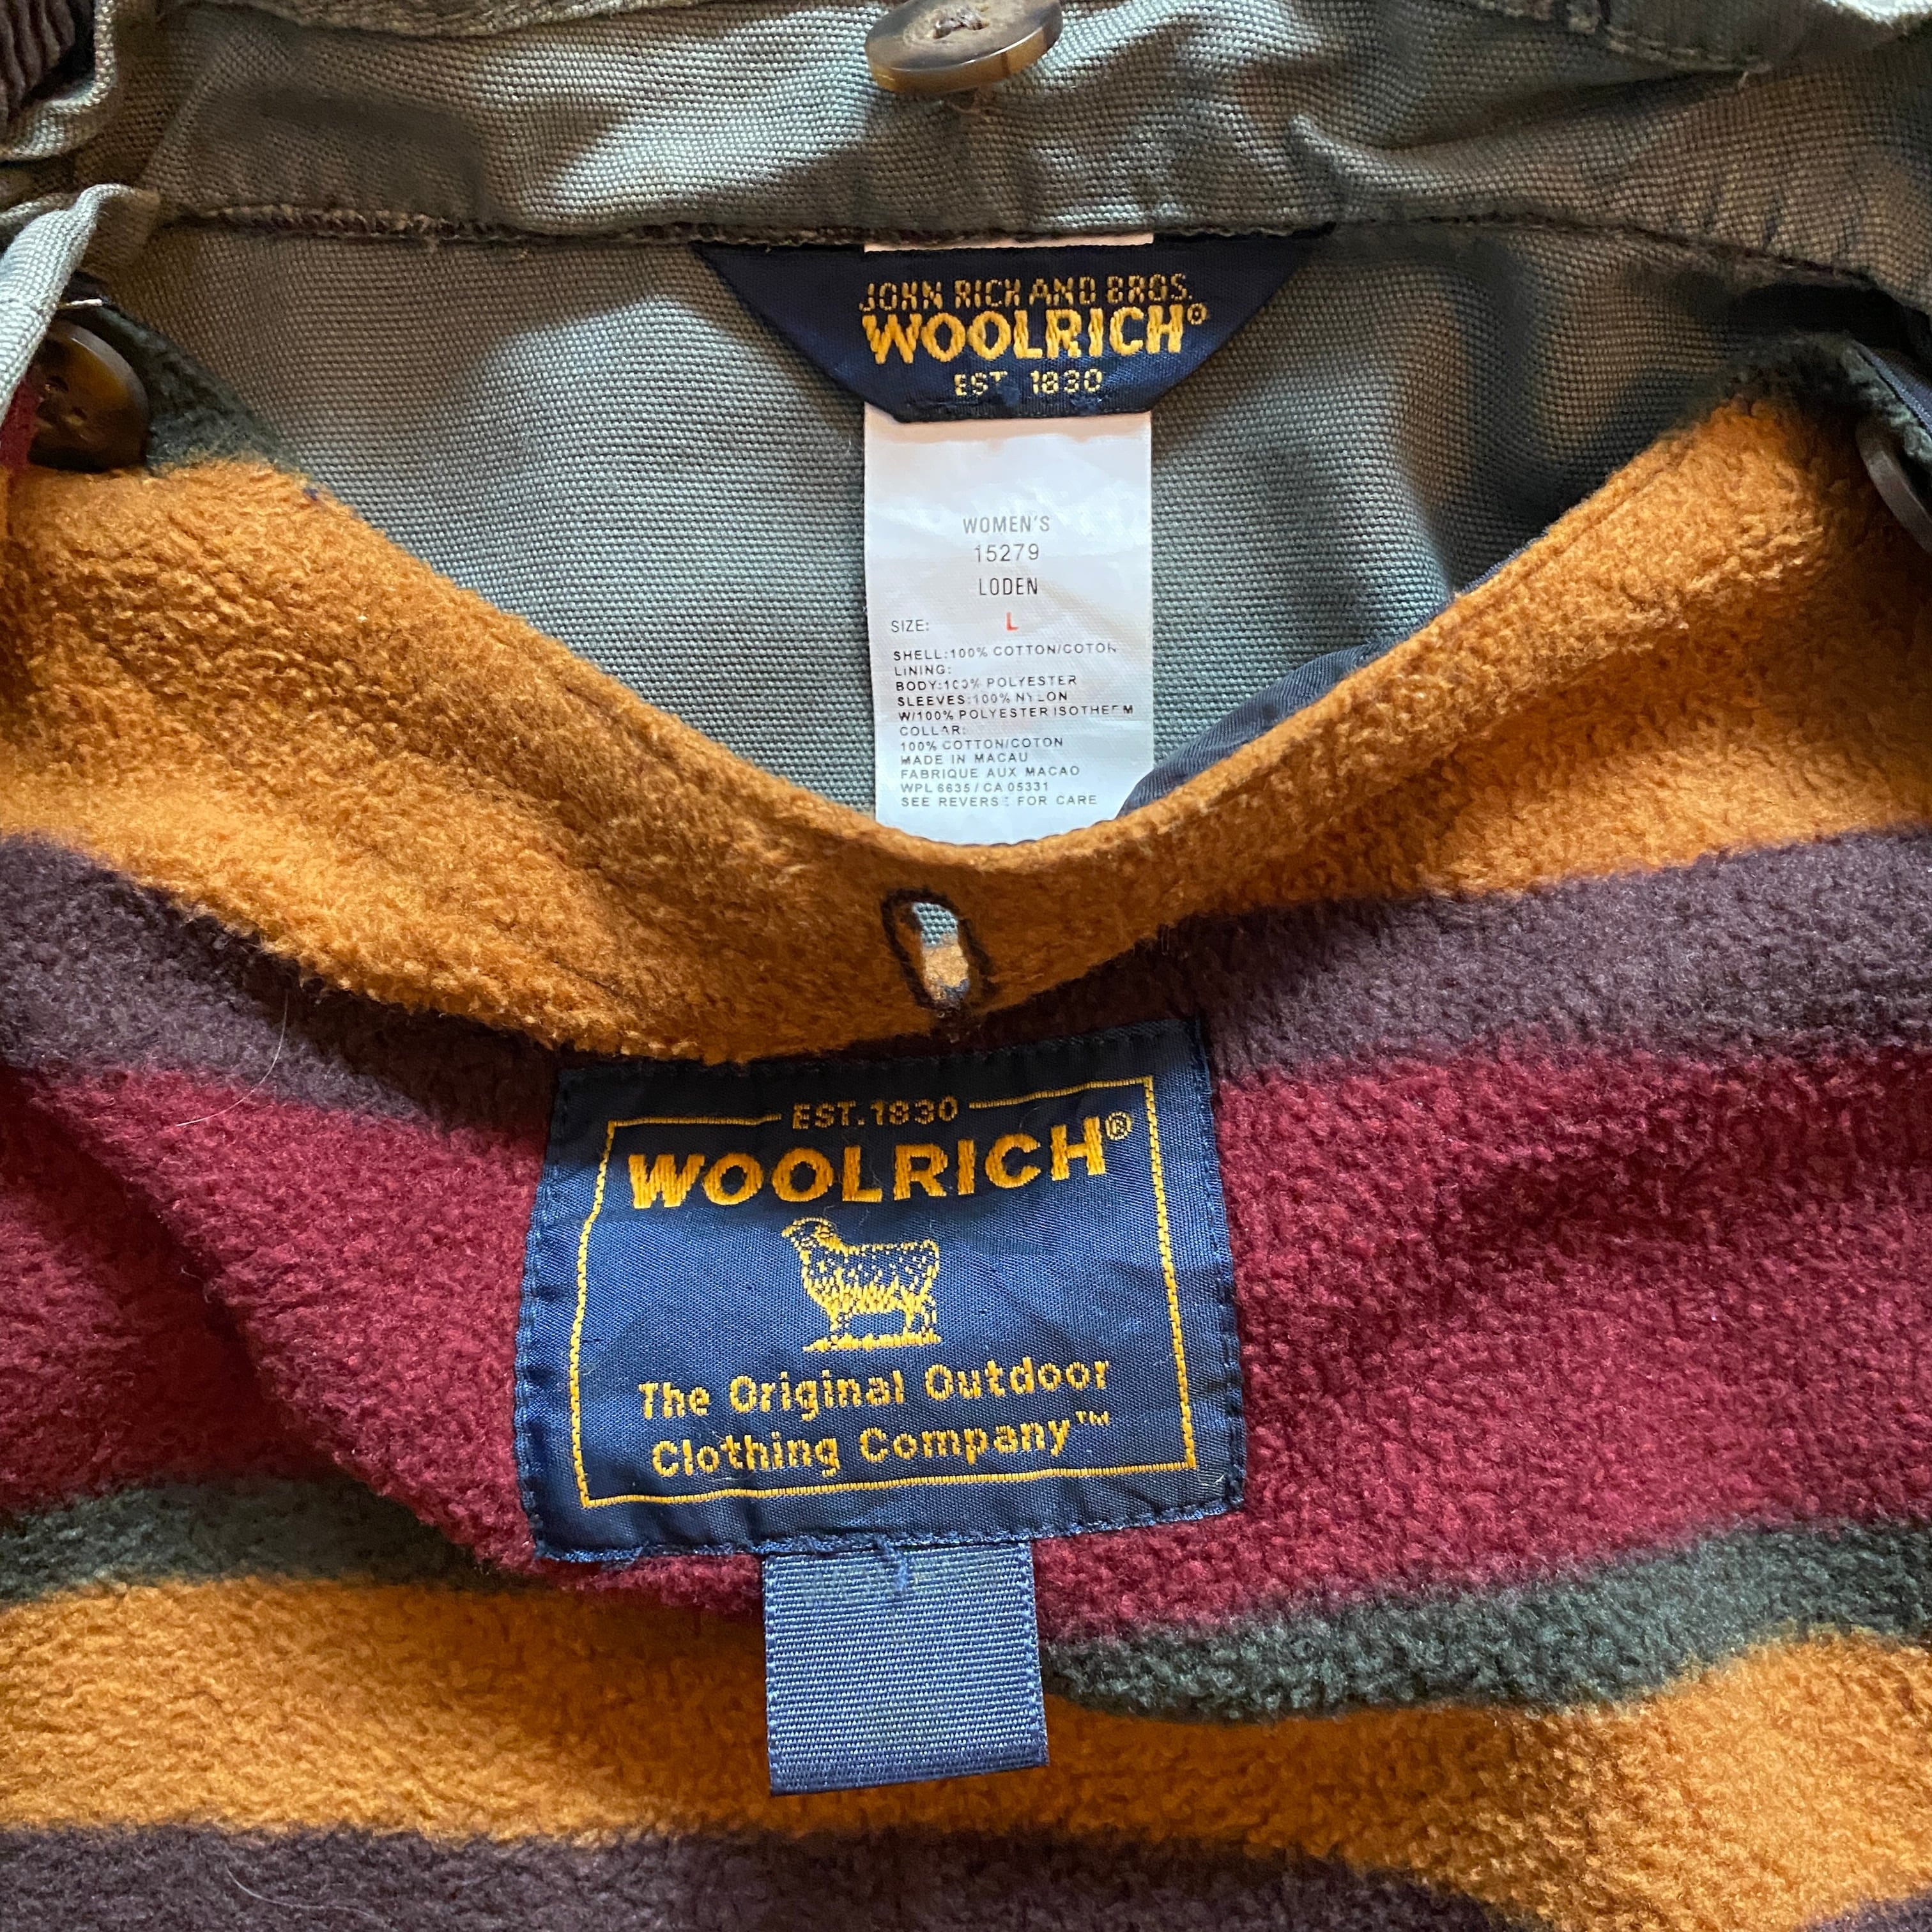 JOHN RICH AND BROS.
WOOLRICH®
EST. 1830
WOMEN'S
15279
LODEN
SIZE: L
SHELL:100% COTTON/COTON
LINING:
BODY:100% POLYESTER
SLEEVES:100% NYLON
W/100% POLYESTER ISOTHERM
COLLAR:
100% COTTON/COTON
MADE IN MACAU
FABRIQUE AUX MACAO
WPL 6635 / CA 05331
SEE REVERSE FOR CARE
EST. 1830
WOOLRICH®
The Original Outdoor
Clothing Company™